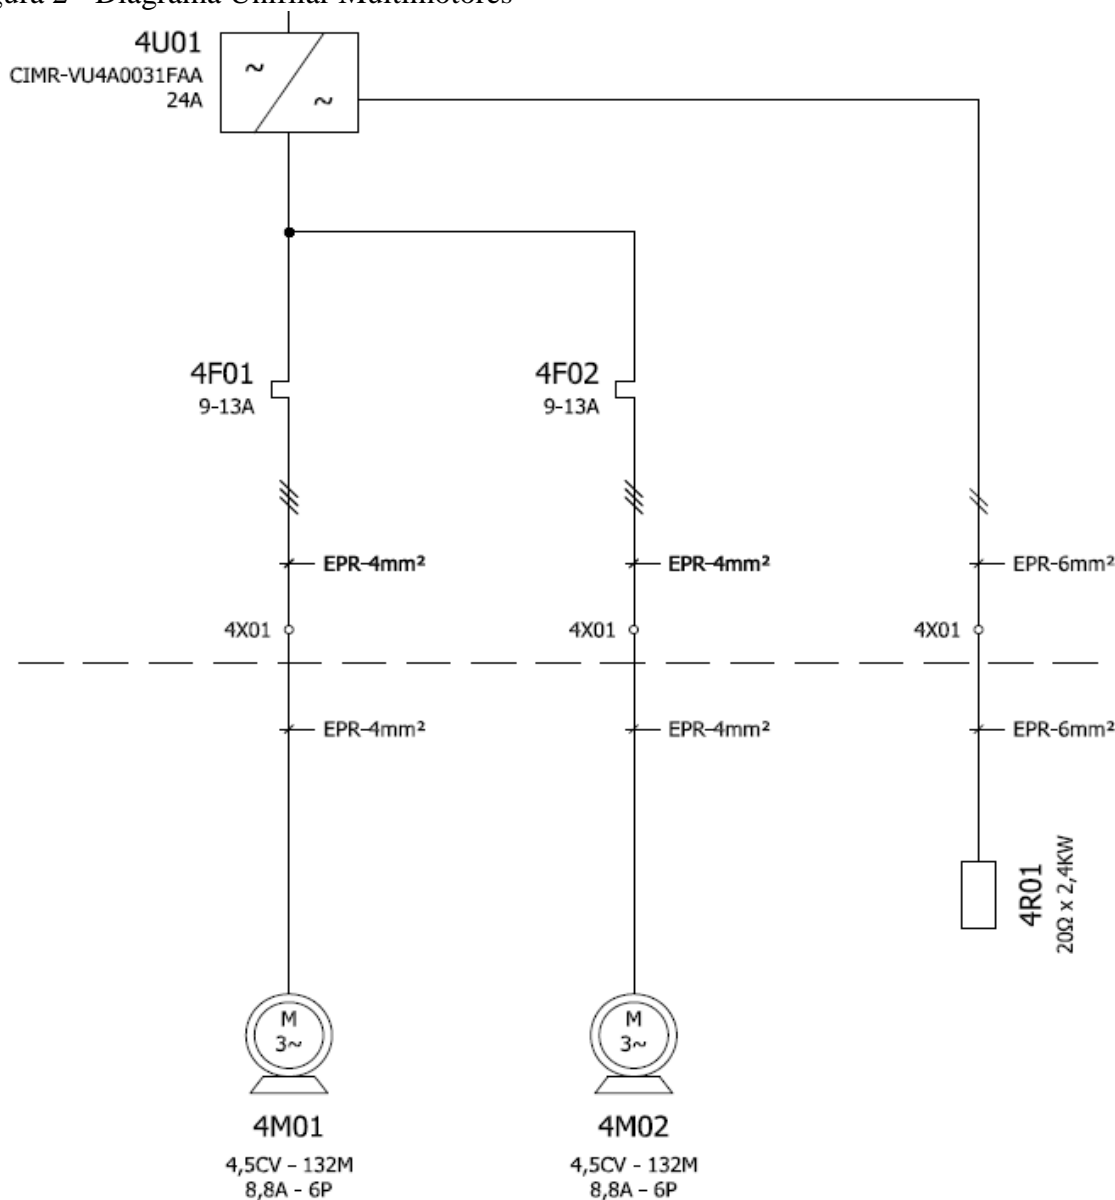 Diagrama Unifilar Multimotores
4U01
CIMR-VU4A0031FAA
24A
~
~
4F01
9-13A
4F02
9-13A
EPR-4mm²
EPR-4mm²
EPR-6mm²
4X01
4X01
4X01
EPR-4mm²
EPR-4mm²
EPR-6mm²
4R01
20Ω x 2,4KW
M
3~
M
3~
4M01
4,5CV - 132M
8,8A - 6P
4M02
4,5CV - 132M
8,8A - 6P